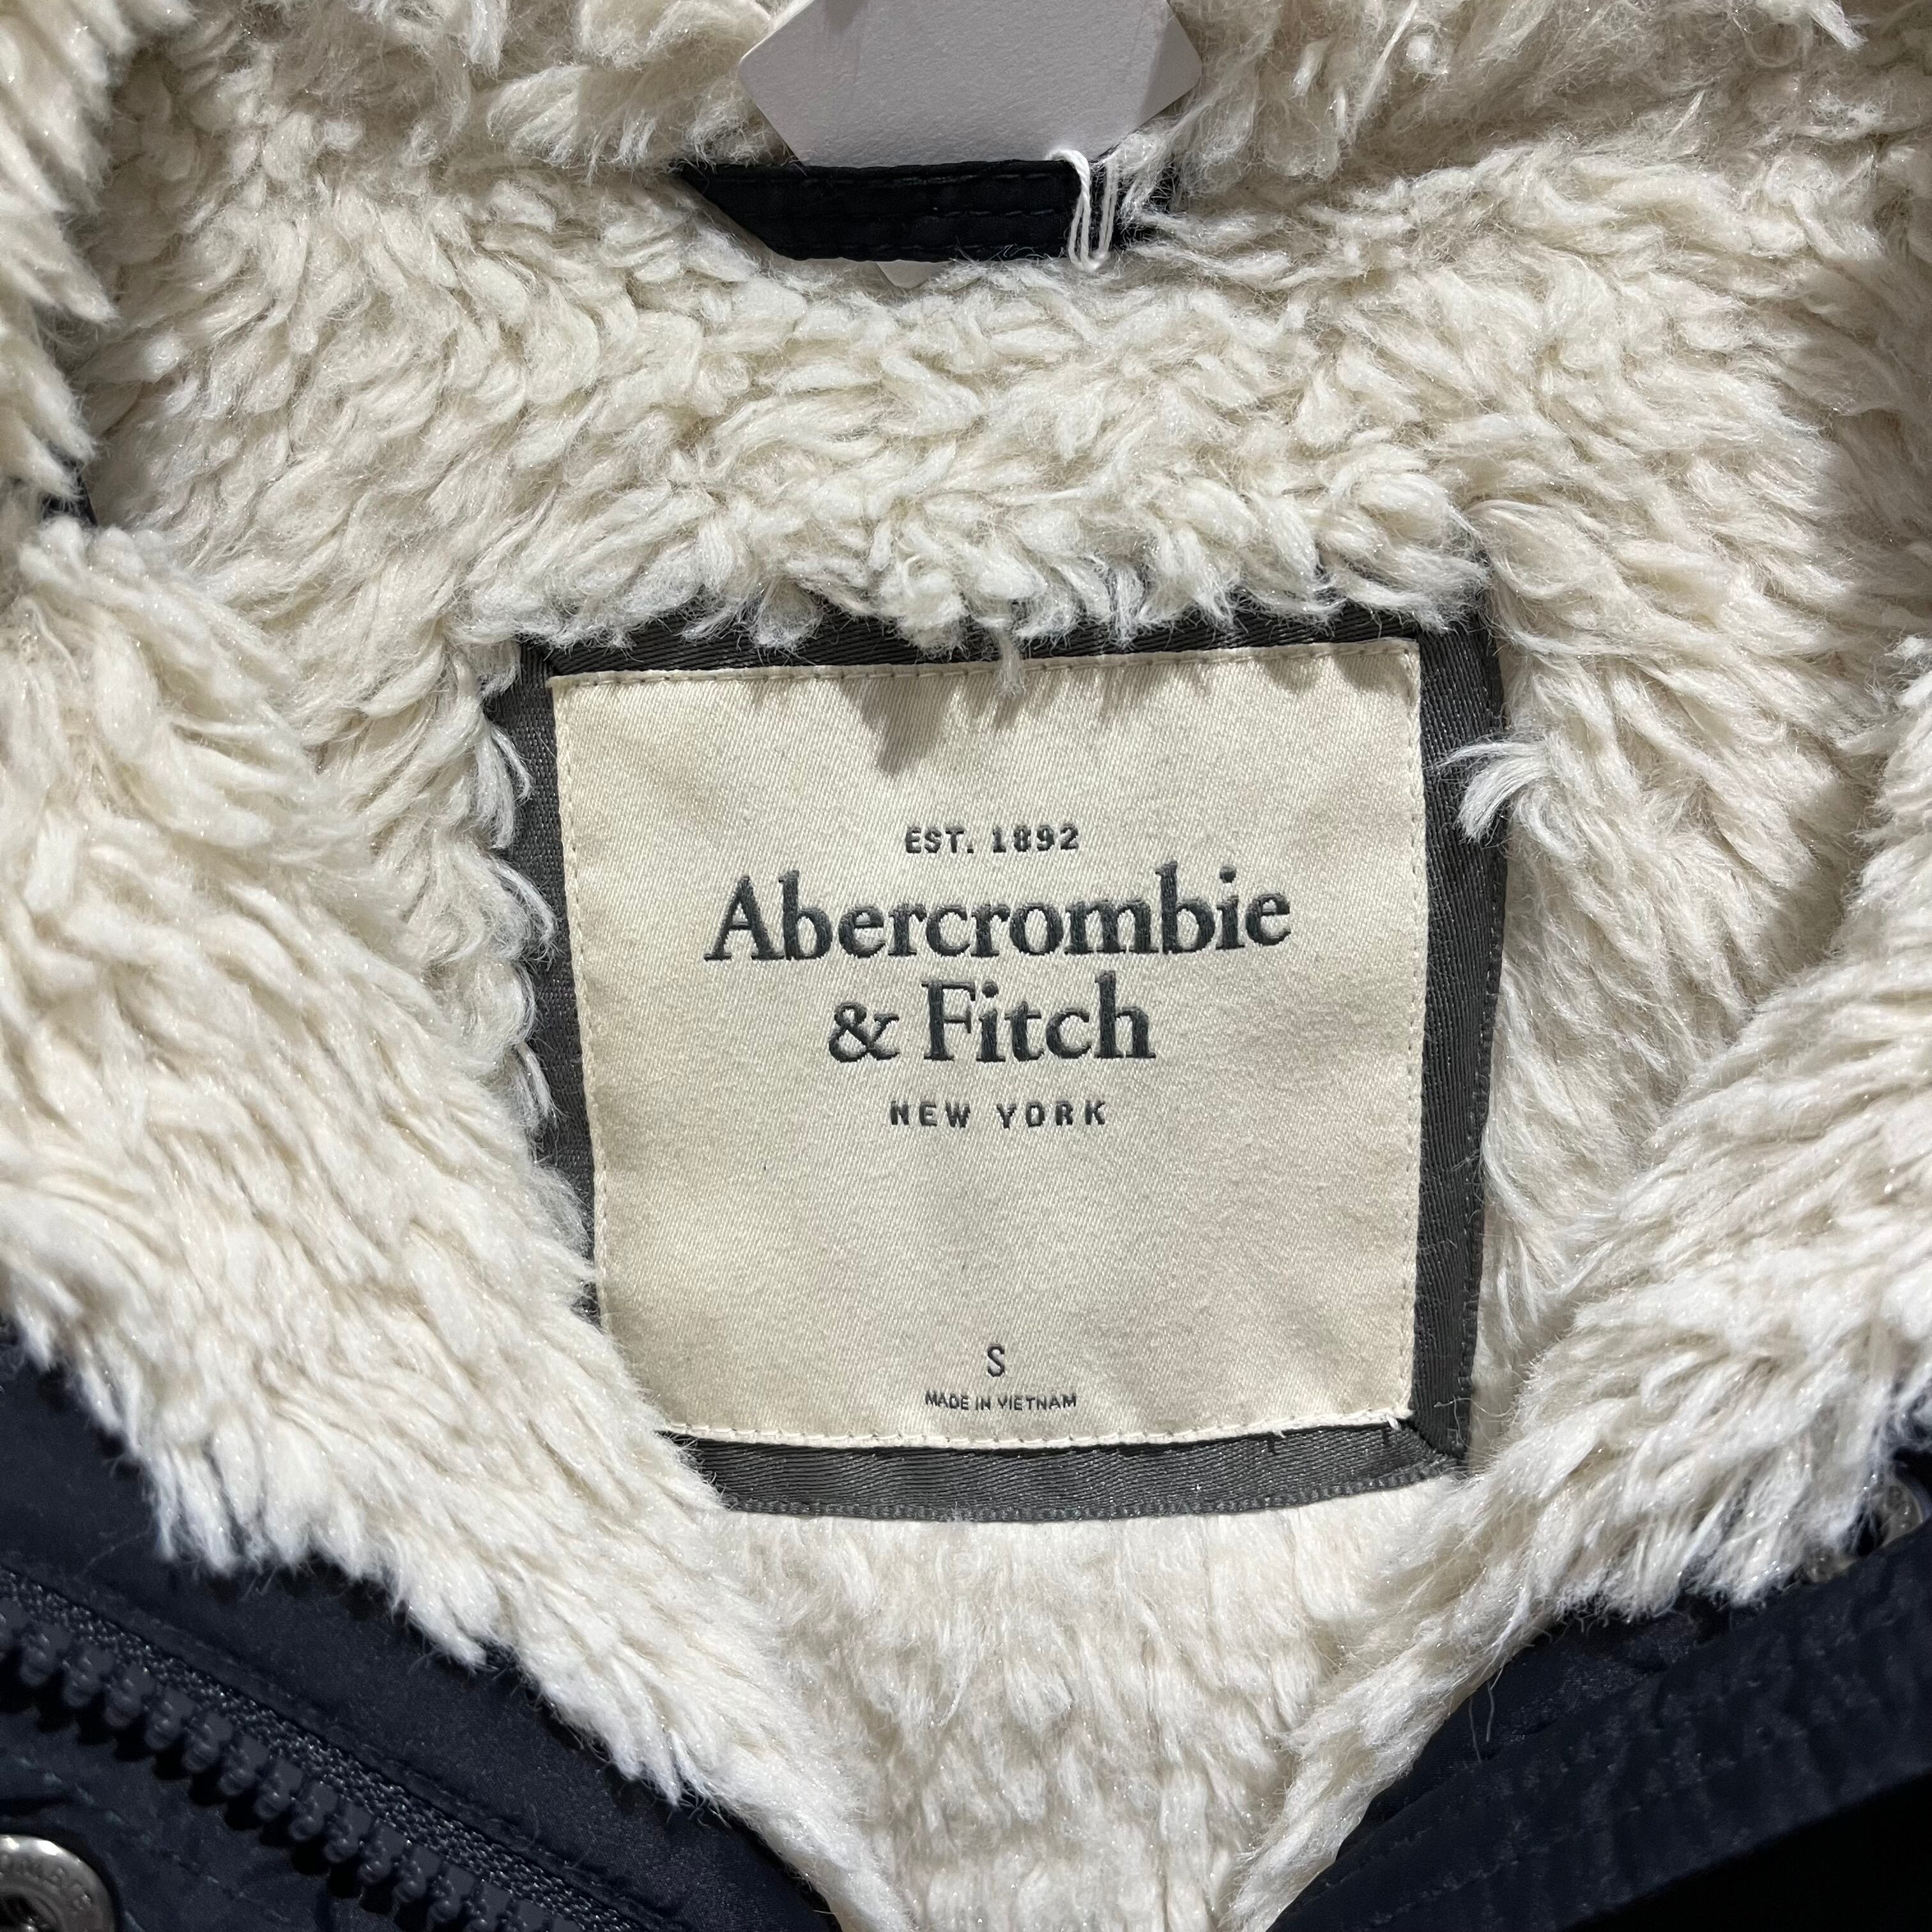 EST. 1892
Abercrombie
& Fitch
NEW YORK
S
MADE IN VIETNAM